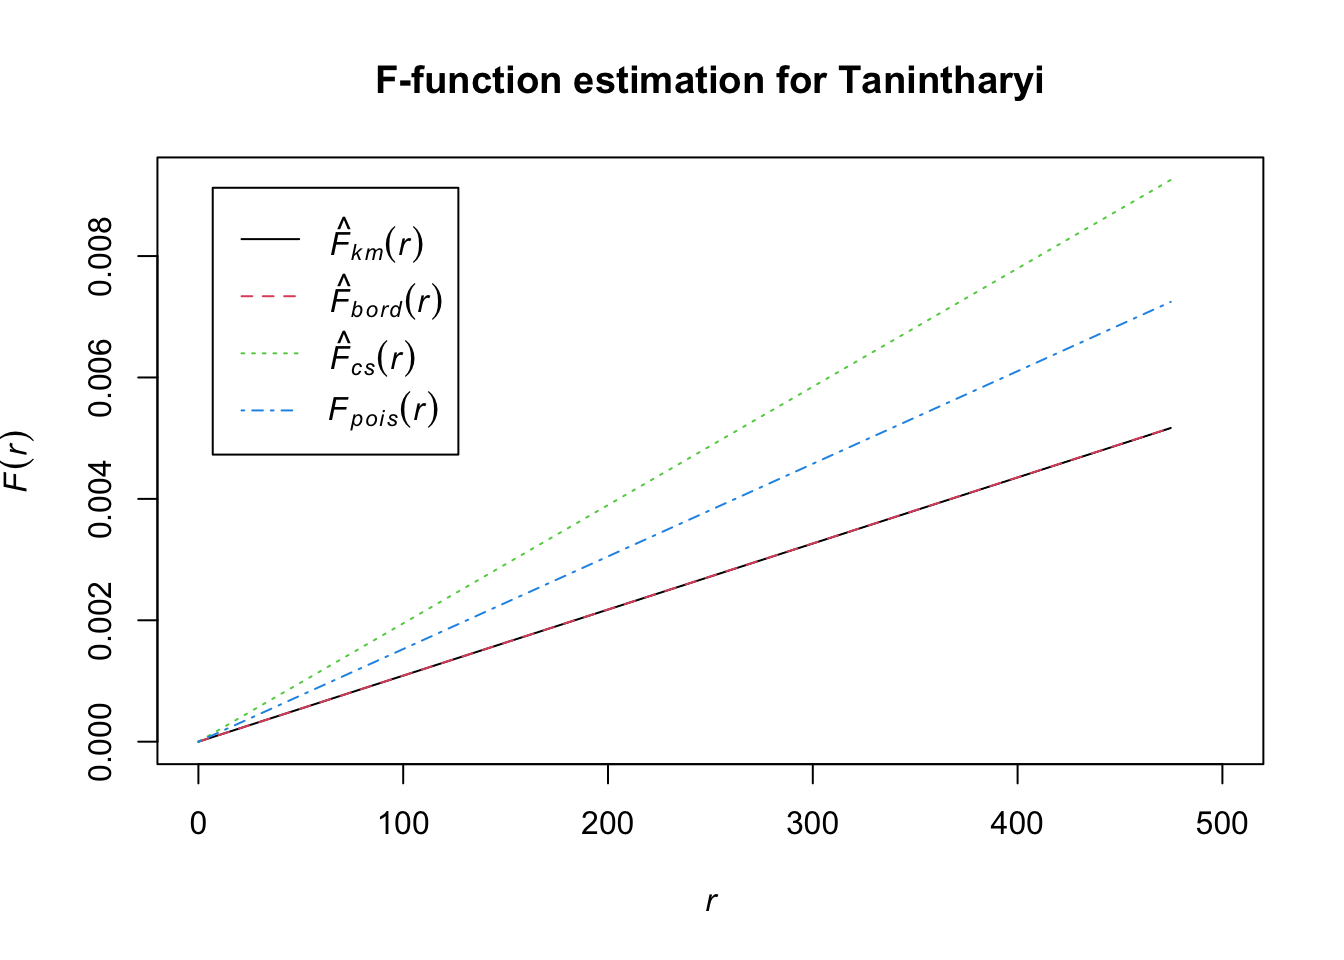 F-function estimation for Tanintharyi
F(r)
0.000 0.002 0.004 0.006 0.008
F̂km(r)
F̂bord(r)
F̂cs(r)
Fpois(r)
0 100 200 300 400 500
r